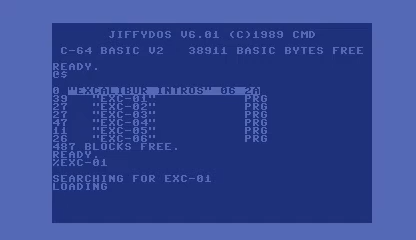 JIFFYDOS V6.01 (C)1989 CMD
C-64 BASIC V2 38911 BASIC BYTES FREE
READY.
@$
0 "EXCALIBUR INTROS" 06 2A
39 "EXC-01" PRG
27 "EXC-02" PRG
27 "EXC-03" PRG
47 "EXC-04" PRG
11 "EXC-05" PRG
26 "EXC-06" PRG
487 BLOCKS FREE.
READY.
%EXC-01
SEARCHING FOR EXC-01
LOADING